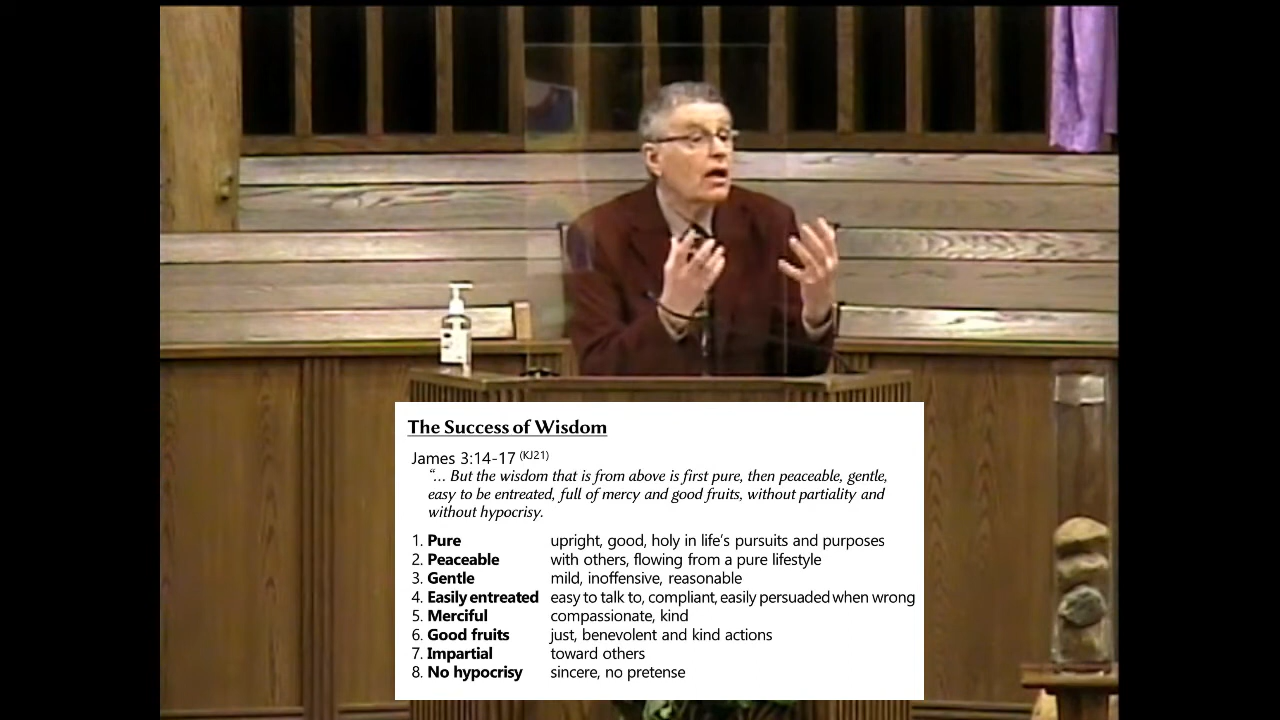 The Success of Wisdom
James 3:14-17 (KJ21)
“... But the wisdom that is from above is first pure, then peaceable, gentle,
easy to be entreated, full of mercy and good fruits, without partiality and
without hypocrisy.
1. Pure upright, good, holy in life’s pursuits and purposes
2. Peaceable with others, flowing from a pure lifestyle
3. Gentle mild, inoffensive, reasonable
4. Easily entreated easy to talk to, compliant, easily persuaded when wrong
5. Merciful compassionate, kind
6. Good fruits just, benevolent and kind actions
7. Impartial toward others
8. No hypocrisy sincere, no pretense